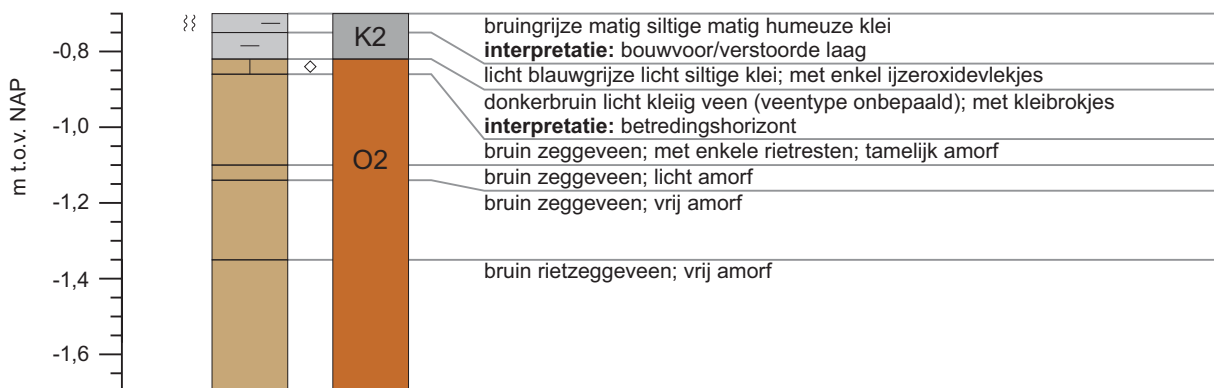 m t.o.v. NAP
-0,8
-1,0
-1,2
-1,4
-1,6
K2
O2
bruingrijze matig siltige matig humeuze klei
interpretatie: bouwvoor/verstoorde laag
licht blauwgrijze licht siltige klei; met enkel ijzeroxidevlekjes
donkerbruin licht kleiig veen (veentype onbepaald); met kleibrokjes
interpretatie: betredingshorizont
bruin zeggeveen; met enkele rietresten; tamelijk amorf
bruin zeggeveen; licht amorf
bruin zeggeveen; vrij amorf
bruin rietzeggeveen; vrij amorf